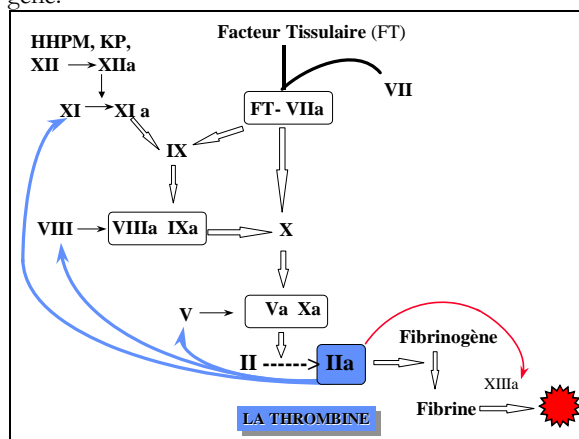 gène.
Facteur Tissulaire (FT)
HHPM, KP,
XII XIIa
VII
XI XI a
FT- VIIa
IX
VIII VIIIa IXa X
V Va Xa
II -----> IIa
Fibrinogène
XIIIa
Fibrine
LA THROMBINE